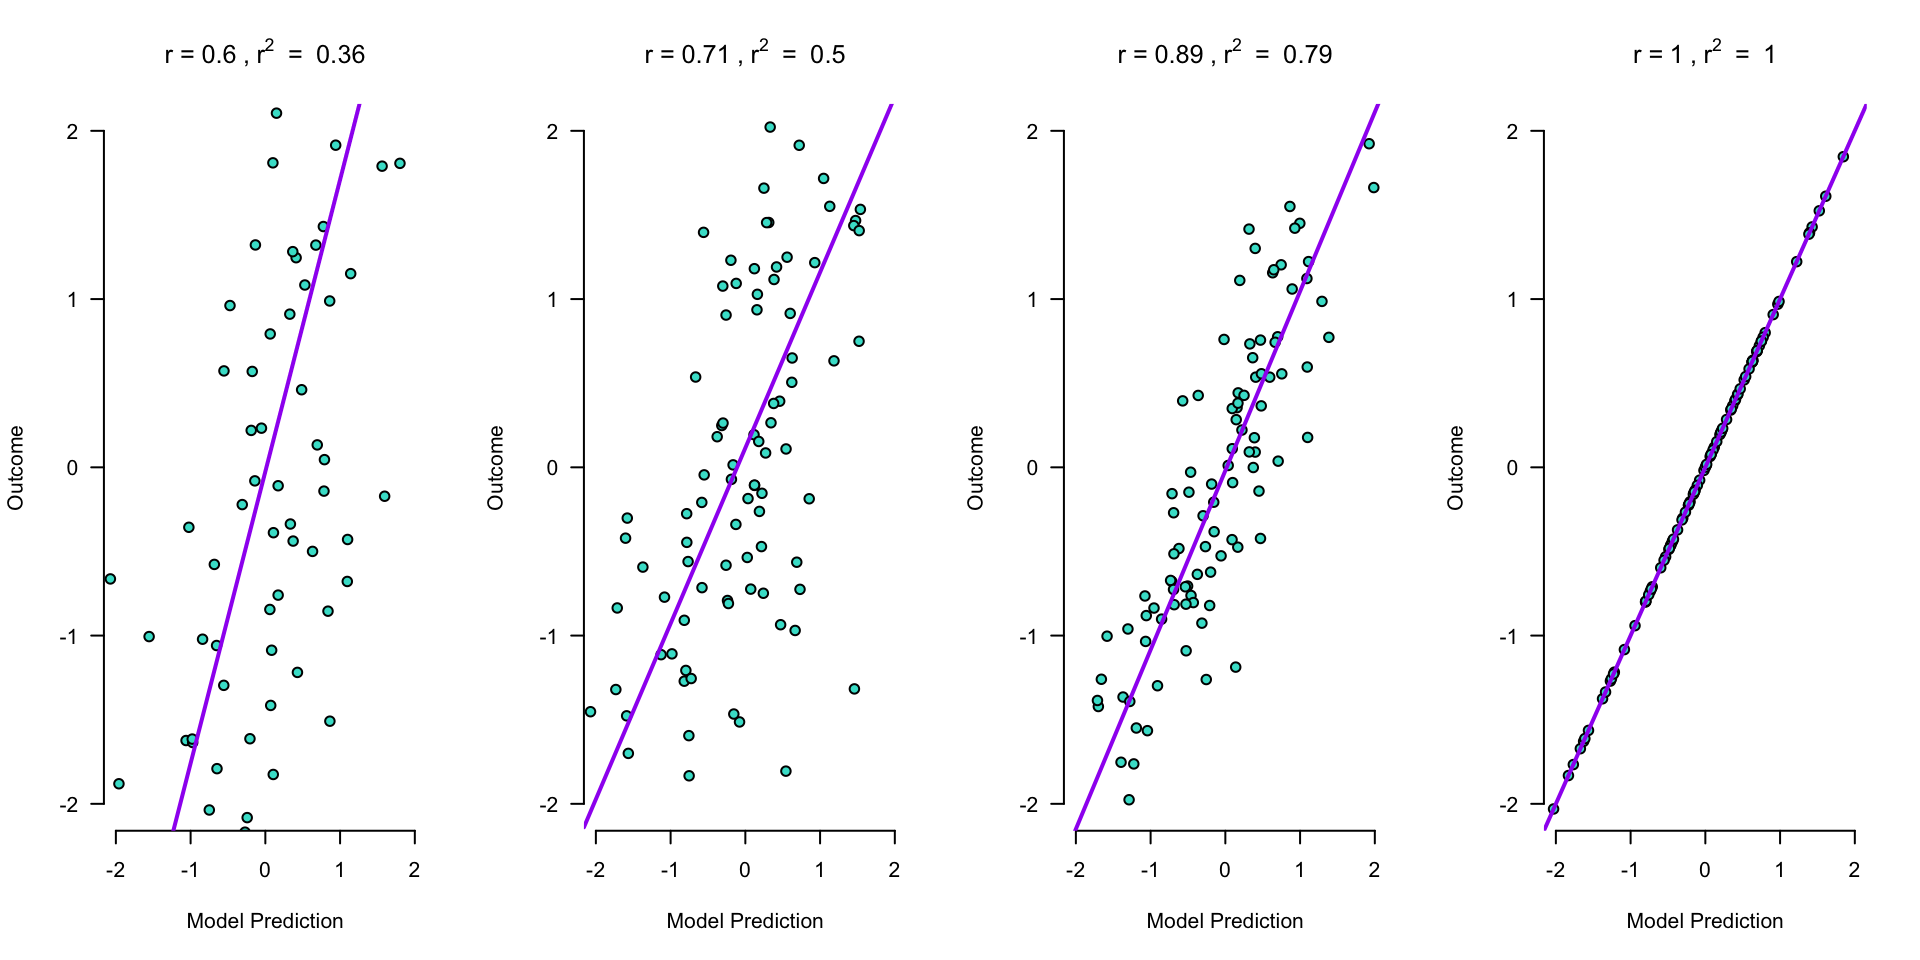 r = 0.6 , r² = 0.36
2
1
0
-1
-2
Outcome
-2 -1 0 1 2
Model Prediction
r = 0.71 , r² = 0.5
2
1
0
-1
-2
Outcome
-2 -1 0 1 2
Model Prediction
r = 0.89 , r² = 0.79
2
1
0
-1
-2
Outcome
-2 -1 0 1 2
Model Prediction
r = 1 , r² = 1
2
1
0
-1
-2
Outcome
-2 -1 0 1 2
Model Prediction